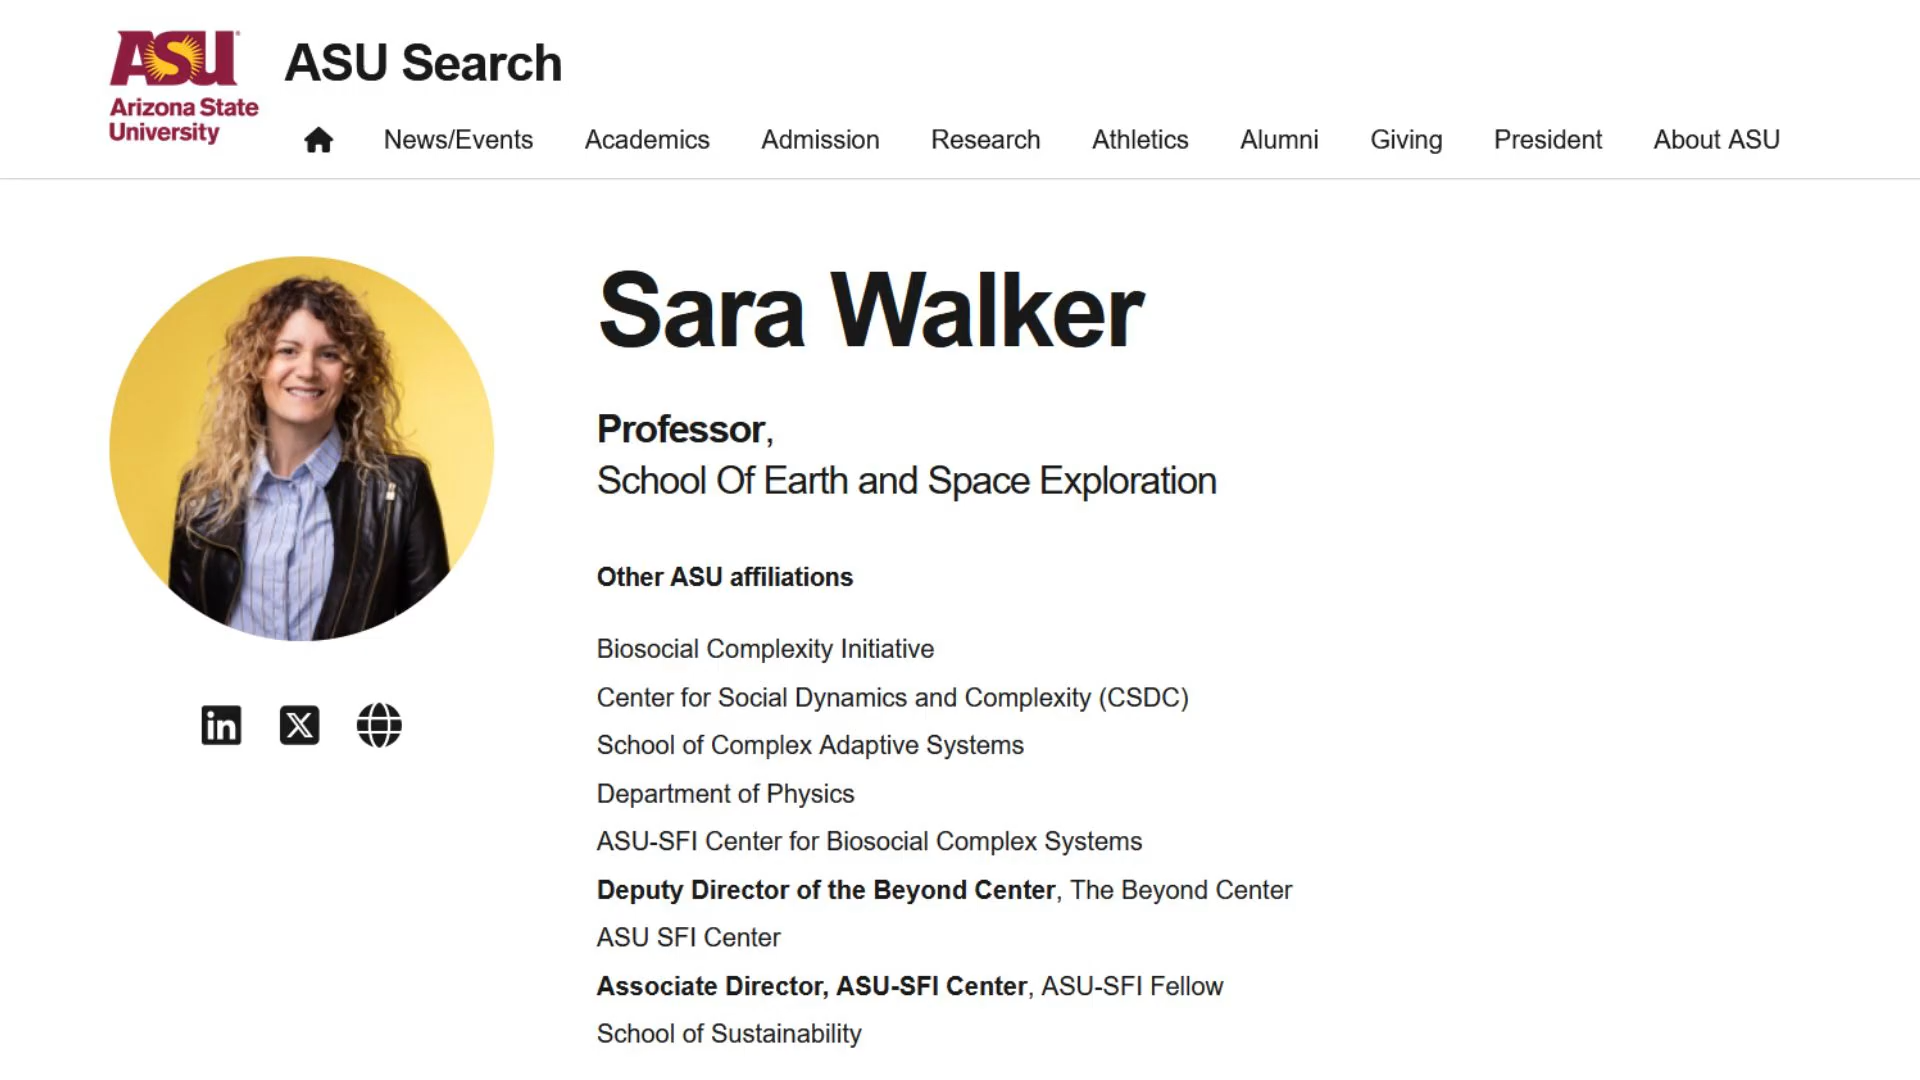 ASU
Arizona State
University
ASU Search
News/Events Academics Admission Research Athletics Alumni Giving President About ASU
Sara Walker
Professor,
School Of Earth and Space Exploration
Other ASU affiliations
Biosocial Complexity Initiative
Center for Social Dynamics and Complexity (CSDC)
School of Complex Adaptive Systems
Department of Physics
ASU-SFI Center for Biosocial Complex Systems
Deputy Director of the Beyond Center, The Beyond Center
ASU SFI Center
Associate Director, ASU-SFI Center, ASU-SFI Fellow
School of Sustainability
in X